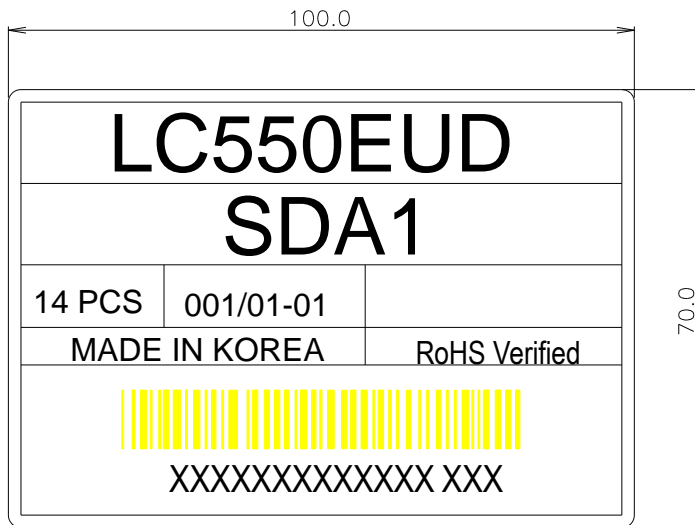 100.0
LC550EUD
SDA1
70.0
14 PCS 001/01-01
MADE IN KOREA RoHS Verified
XXXXXXXXXXXXX XXX